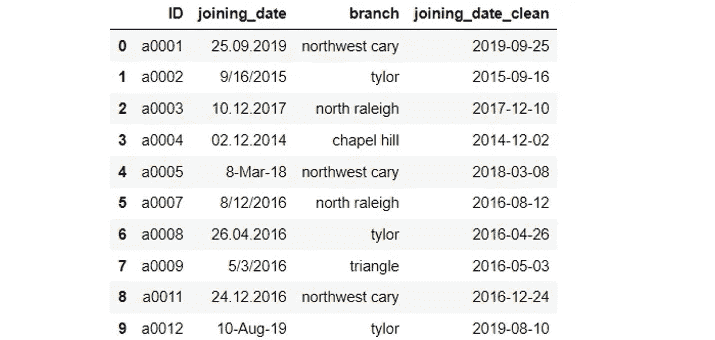 ID joining_date branch joining_date_clean
0 a0001 25.09.2019 northwest cary 2019-09-25
1 a0002 9/16/2015 tylor 2015-09-16
2 a0003 10.12.2017 north raleigh 2017-12-10
3 a0004 02.12.2014 chapel hill 2014-12-02
4 a0005 8-Mar-18 northwest cary 2018-03-08
5 a0007 8/12/2016 north raleigh 2016-08-12
6 a0008 26.04.2016 tylor 2016-04-26
7 a0009 5/3/2016 triangle 2016-05-03
8 a0011 24.12.2016 northwest cary 2016-12-24
9 a0012 10-Aug-19 tylor 2019-08-10